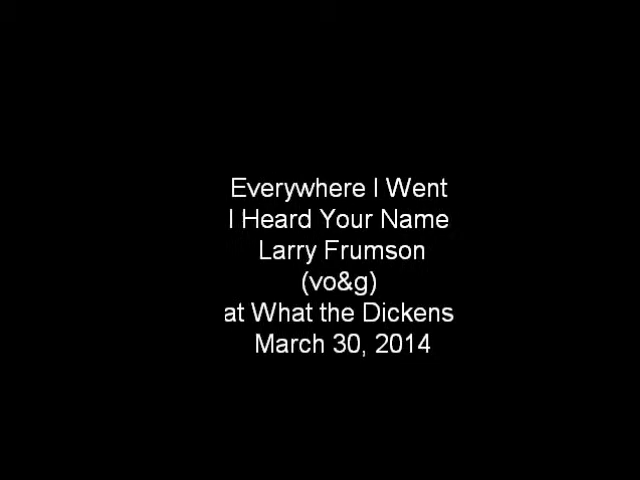 Everywhere I Went
I Heard Your Name
Larry Frumson
(vo&g)
at What the Dickens
March 30, 2014